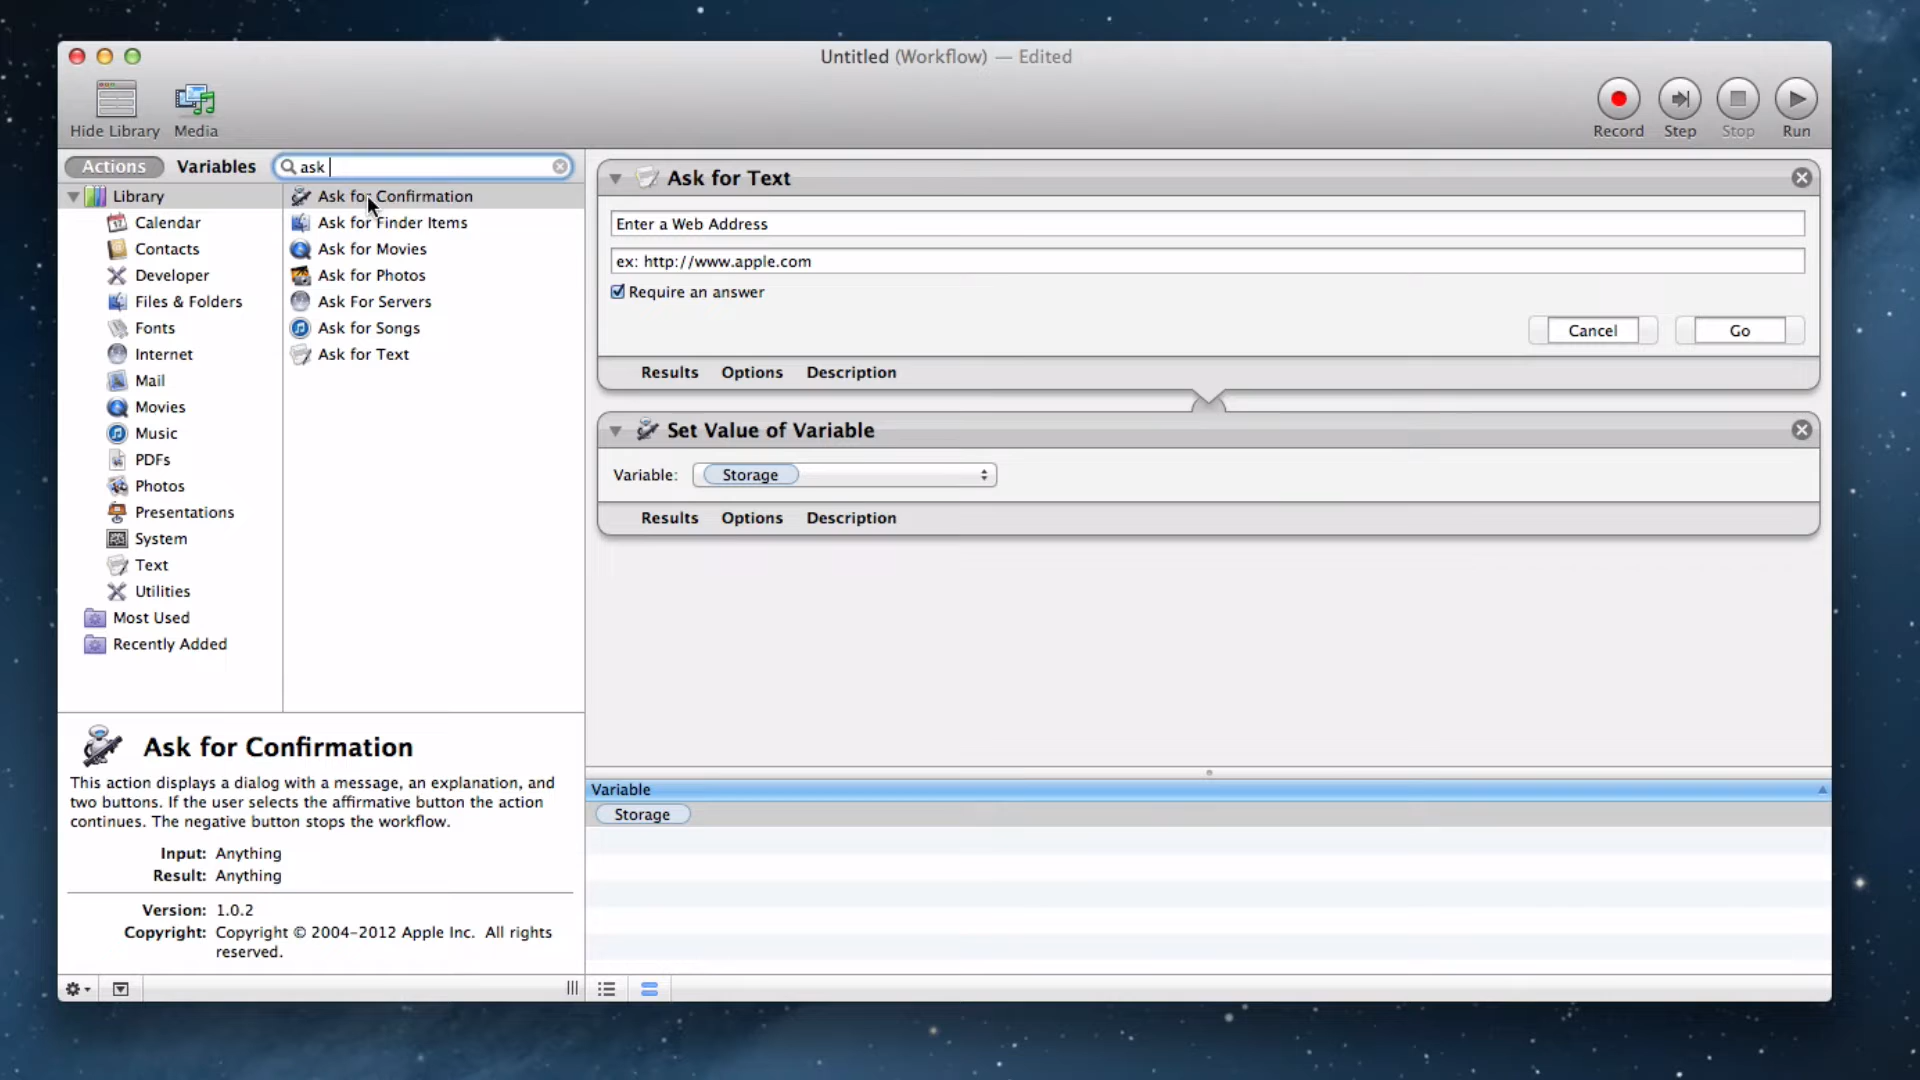 Untitled (Workflow) — Edited
Hide Library
Media
Record
Step
Stop
Run
Actions
Variables
ask
Library
Calendar
Contacts
Developer
Files & Folders
Fonts
Internet
Mail
Movies
Music
PDFs
Photos
Presentations
System
Text
Utilities
Most Used
Recently Added
Ask for Confirmation
Ask for Finder Items
Ask for Movies
Ask for Photos
Ask For Servers
Ask for Songs
Ask for Text
Ask for Text
Enter a Web Address
ex: http://www.apple.com
Require an answer
Cancel
Go
Results
Options
Description
Set Value of Variable
Variable:
Storage
Results
Options
Description
Ask for Confirmation
This action displays a dialog with a message, an explanation, and
two buttons. If the user selects the affirmative button the action
continues. The negative button stops the workflow.
Input: Anything
Result: Anything
Version: 1.0.2
Copyright: Copyright © 2004-2012 Apple Inc. All rights
reserved.
Variable
Storage
17